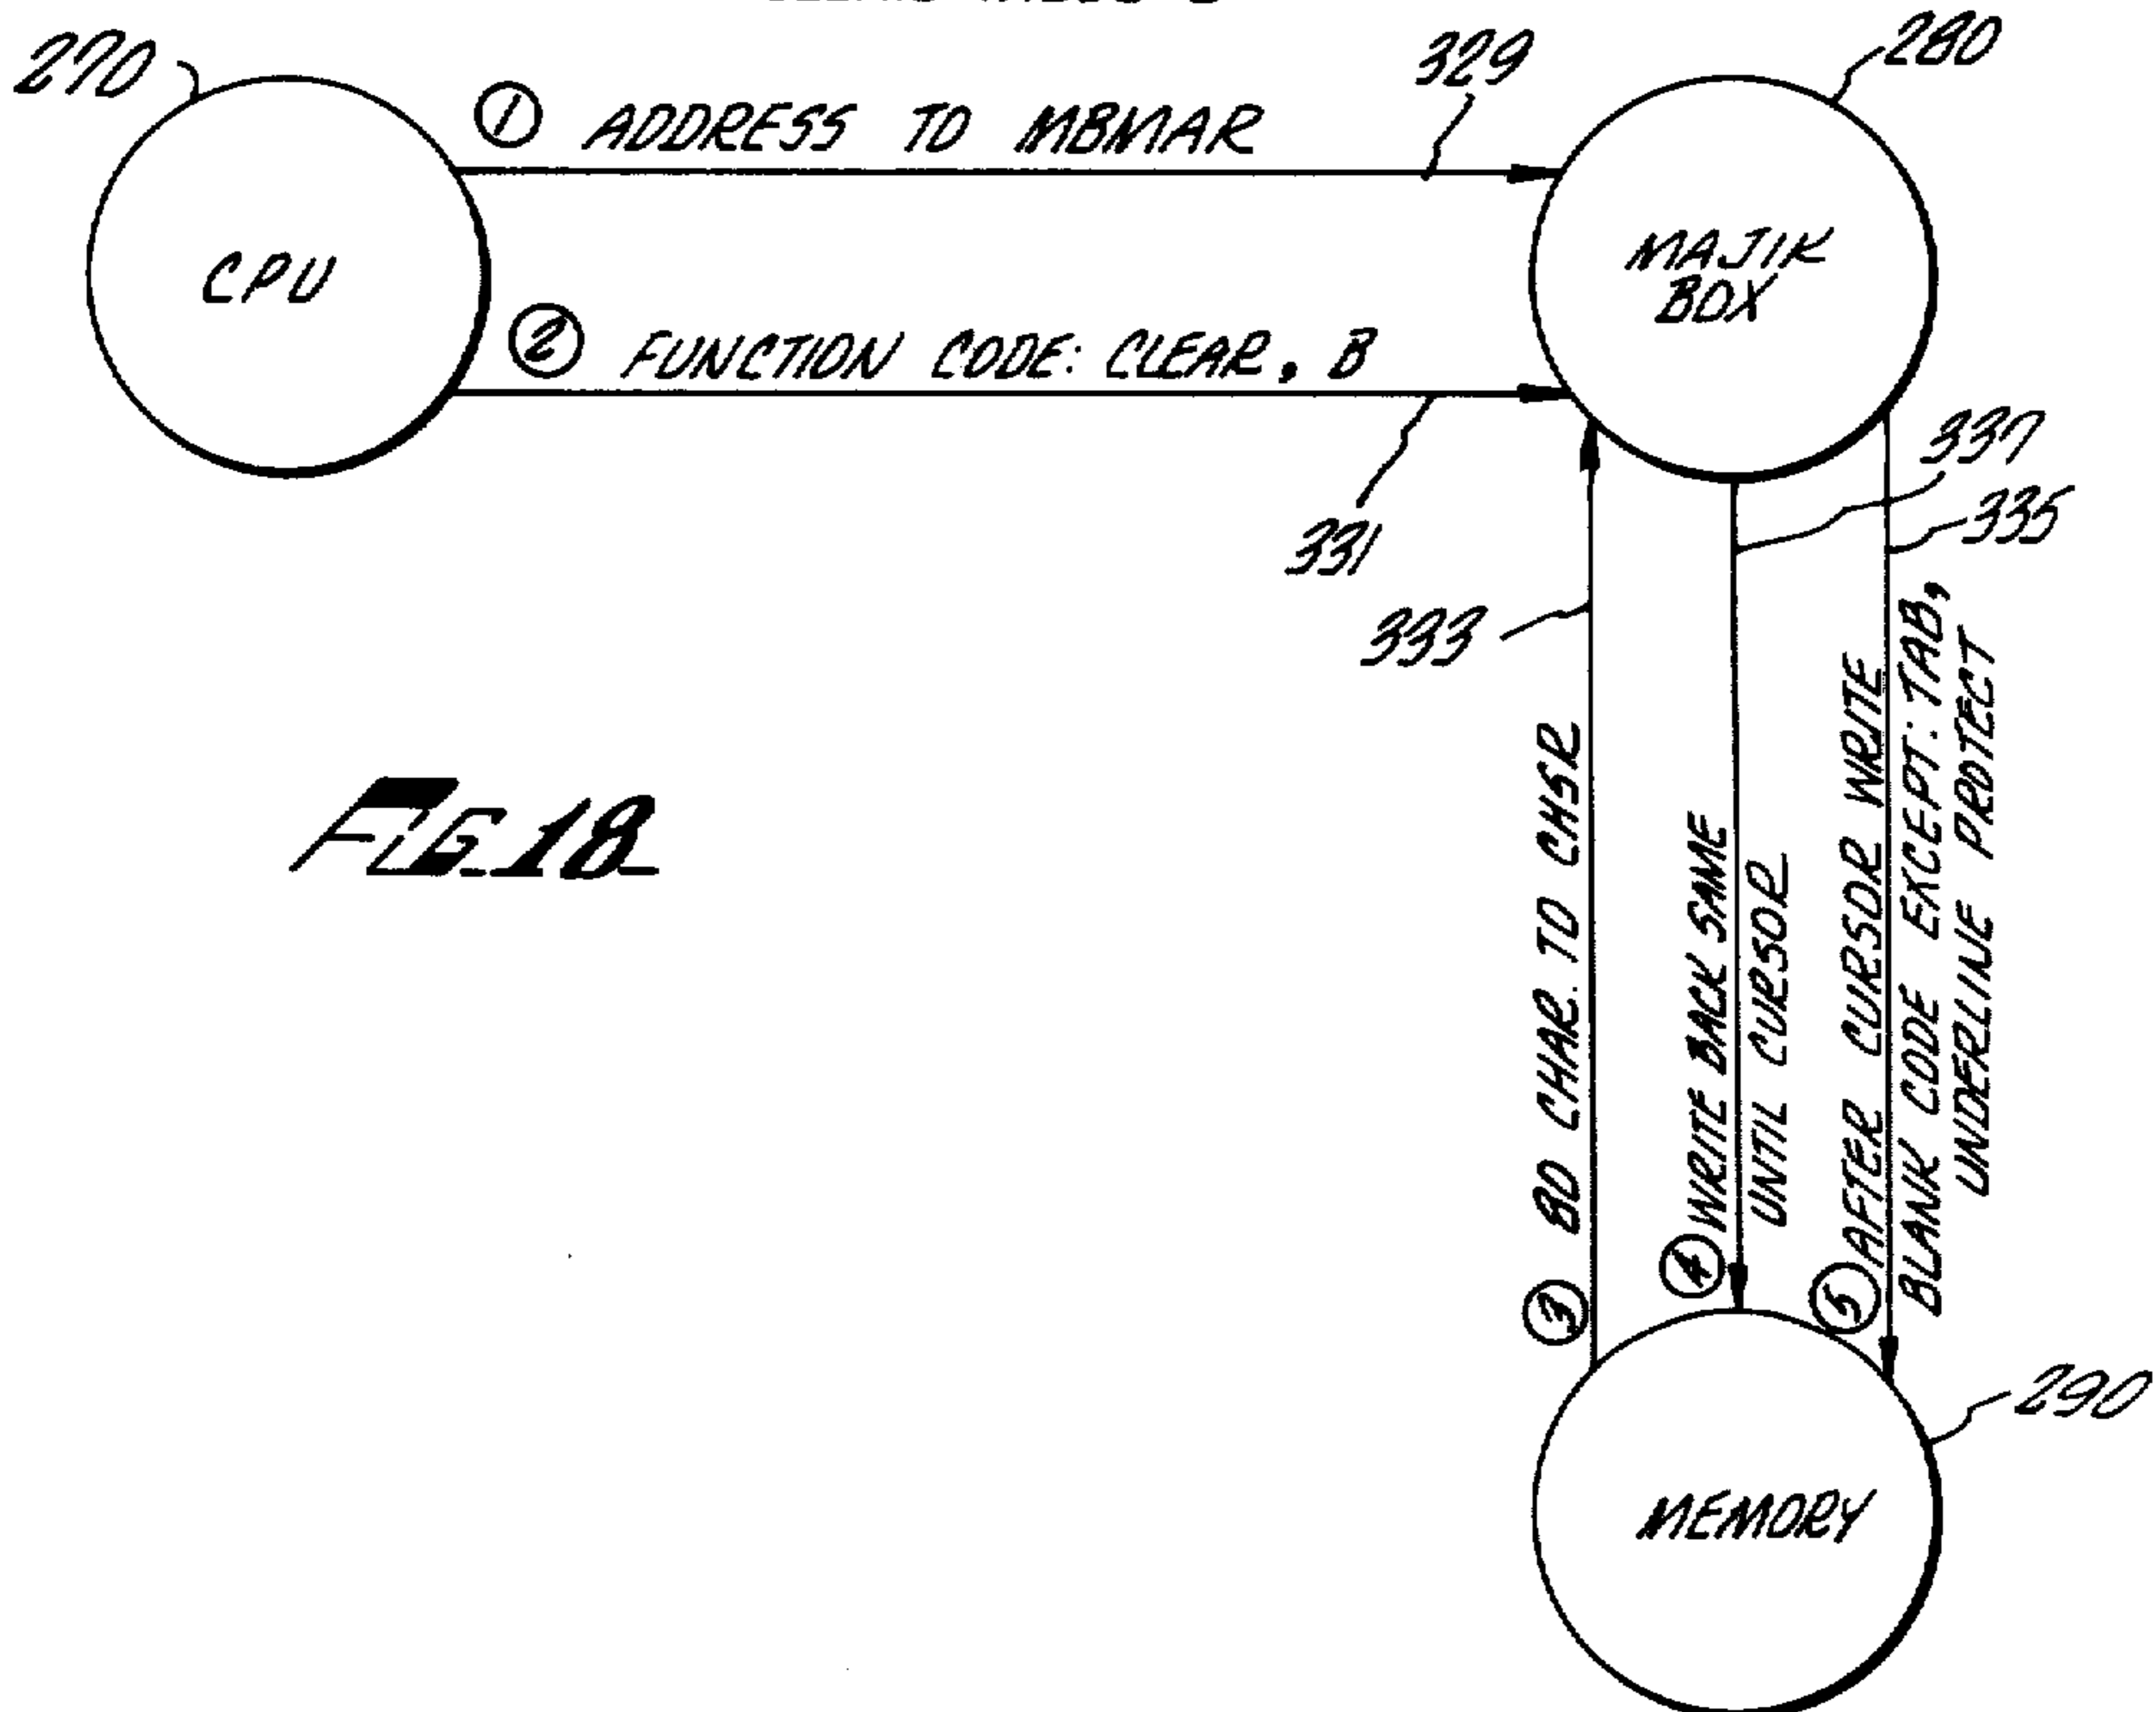 270
① ADDRESS TO MBMAR
329
280
CPU
MAJIK
BOX
② FUNCTION CODE: CLEAR, B
331
337
335
333
③ 80 CHAR. TO CHSR
④ WRITE BACK SAME
UNTIL CURSOR
⑤ AFTER CURSOR WRITE
BLANK CODE EXCEPT: TAB,
UNDERLINE PROTECT
FIG. 18
290
MEMORY